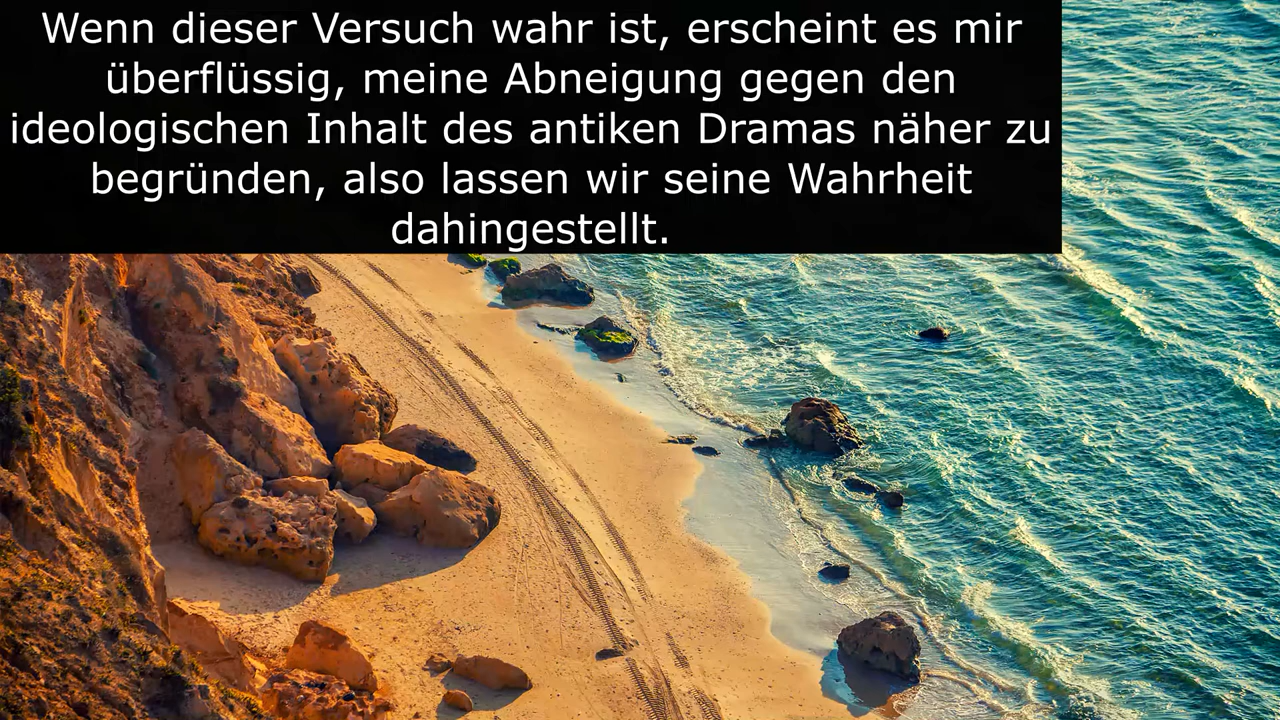 Wenn dieser Versuch wahr ist, erscheint es mir
überflüssig, meine Abneigung gegen den
ideologischen Inhalt des antiken Dramas näher zu
begründen, also lassen wir seine Wahrheit
dahingestellt.